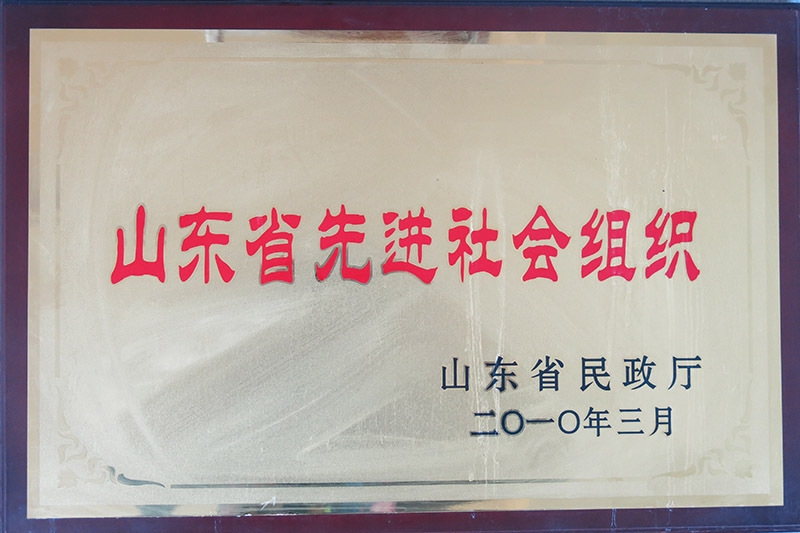 山东省先进社会组织
山东省民政厅
二〇一〇年三月